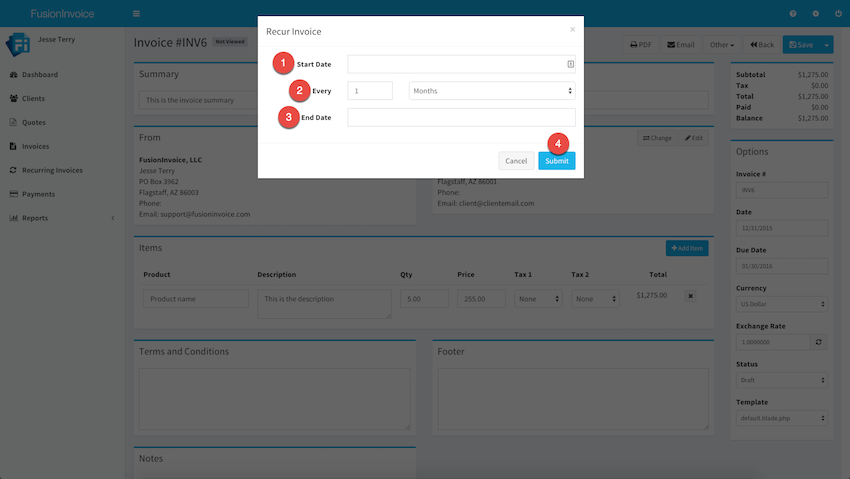 FusionInvoice
Jesse Terry
Dashboard
Clients
Quotes
Invoices
Recurring Invoices
Payments
Reports
Invoice #INV6 Not Viewed
PDF Email Other Back Save
Recur Invoice ×
1 Start Date
2 Every 1 Months
3 End Date
4
Cancel Submit
Summary
This is the invoice summary
From
Change Edit
FusionInvoice, LLC
Jesse Terry
PO Box 3962
Flagstaff, AZ 86003
Phone:
Email: support@fusioninvoice.com
Flagstaff, AZ 86001
Phone:
Email: client@clientemail.com
Items
Add Item
Product Description Qty Price Tax 1 Tax 2 Total
Product name This is the description 5.00 255.00 None None $1,275.00
Terms and Conditions
Footer
Notes
Subtotal $1,275.00
Tax $0.00
Total $1,275.00
Paid $0.00
Balance $1,275.00
Options
Invoice #
INV6
Date
12/31/2015
Due Date
01/30/2016
Currency
US Dollar
Exchange Rate
1.0000000
Status
Draft
Template
default.blade.php